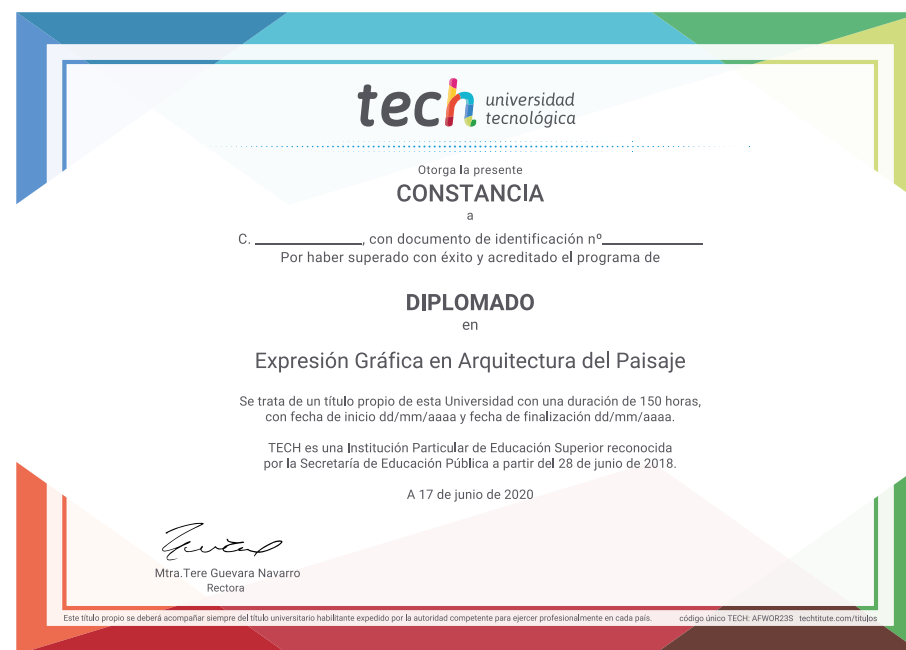 tech universidad
tecnológica
Otorga la presente
CONSTANCIA
a
C. ____________, con documento de identificación nº____________
Por haber superado con éxito y acreditado el programa de
DIPLOMADO
en
Expresión Gráfica en Arquitectura del Paisaje
Se trata de un título propio de esta Universidad con una duración de 150 horas,
con fecha de inicio dd/mm/aaaa y fecha de finalización dd/mm/aaaa.
TECH es una Institución Particular de Educación Superior reconocida
por la Secretaría de Educación Pública a partir del 28 de junio de 2018.
A 17 de junio de 2020
Mtra.Tere Guevara Navarro
Rectora
Este título propio se deberá acompañar siempre del título universitario habilitante expedido por la autoridad competente para ejercer profesionalmente en cada país. código único TECH: AFWOR23S techtitute.com/titulos